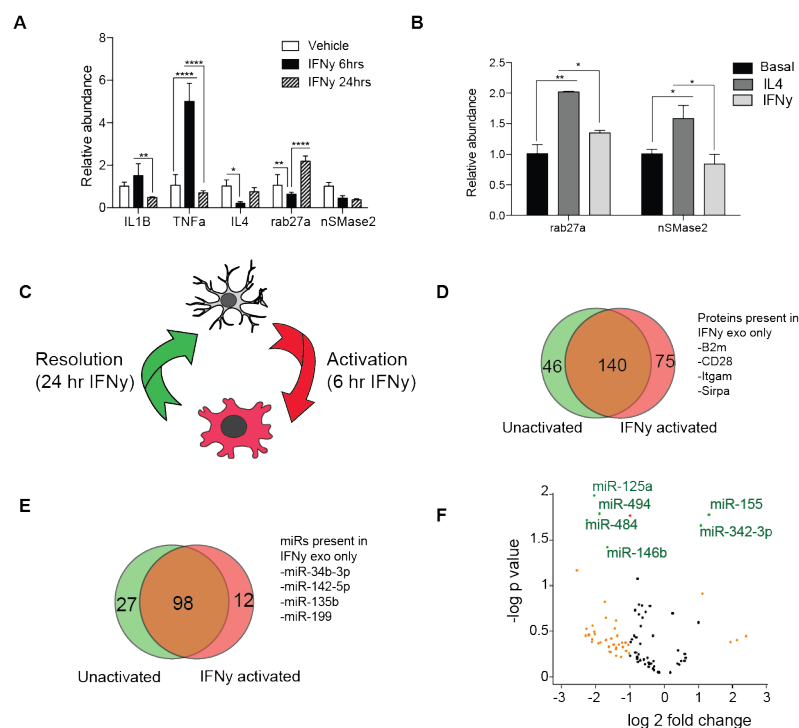 A
Relative abundance
8
6
4
2
0
Vehicle
IFNy 6hrs
IFNy 24hrs
**
****
****
*
**
****
IL1B TNFa IL4 rab27a nSMase2
B
Relative abundance
2.5
2.0
1.5
1.0
0.5
0.0
Basal
IL4
IFNy
**
*
*
*
rab27a nSMase2
C
Resolution
(24 hr IFNy)
Activation
(6 hr IFNy)
D
46 140 75
Unactivated IFNy activated
Proteins present in
IFNy exo only
-B2m
-CD28
-Itgam
-Sirpa
E
27 98 12
Unactivated IFNy activated
miRs present in
IFNy exo only
-miR-34b-3p
-miR-142-5p
-miR-135b
-miR-199
F
-log p value
2
1.5
1
0.5
0
miR-125a
miR-494
miR-484
miR-146b
miR-155
miR-342-3p
-3 -2 -1 0 1 2 3
log 2 fold change